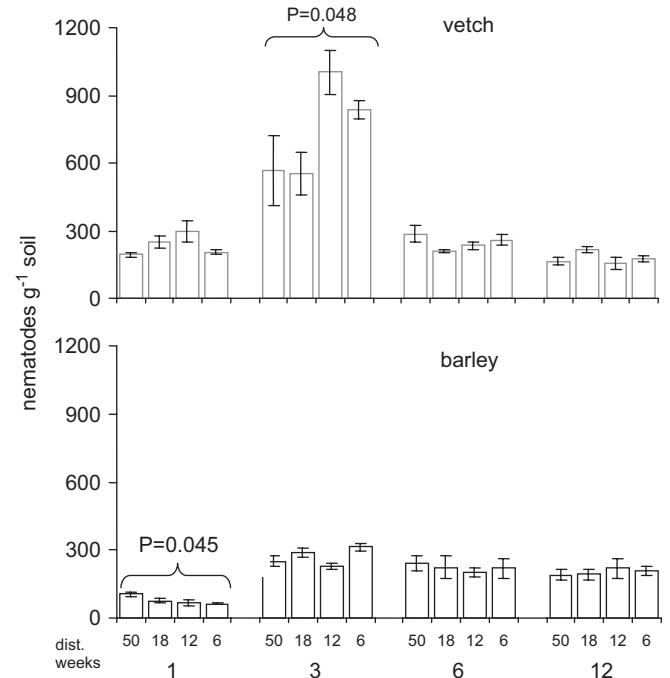 P=0.048
1200
vetch
900
600
300
0
nematodes g⁻¹ soil
1200
barley
900
600
P=0.045
300
0
dist. 50 18 12 6 50 18 12 6 50 18 12 6 50 18 12 6
weeks 1 3 6 12